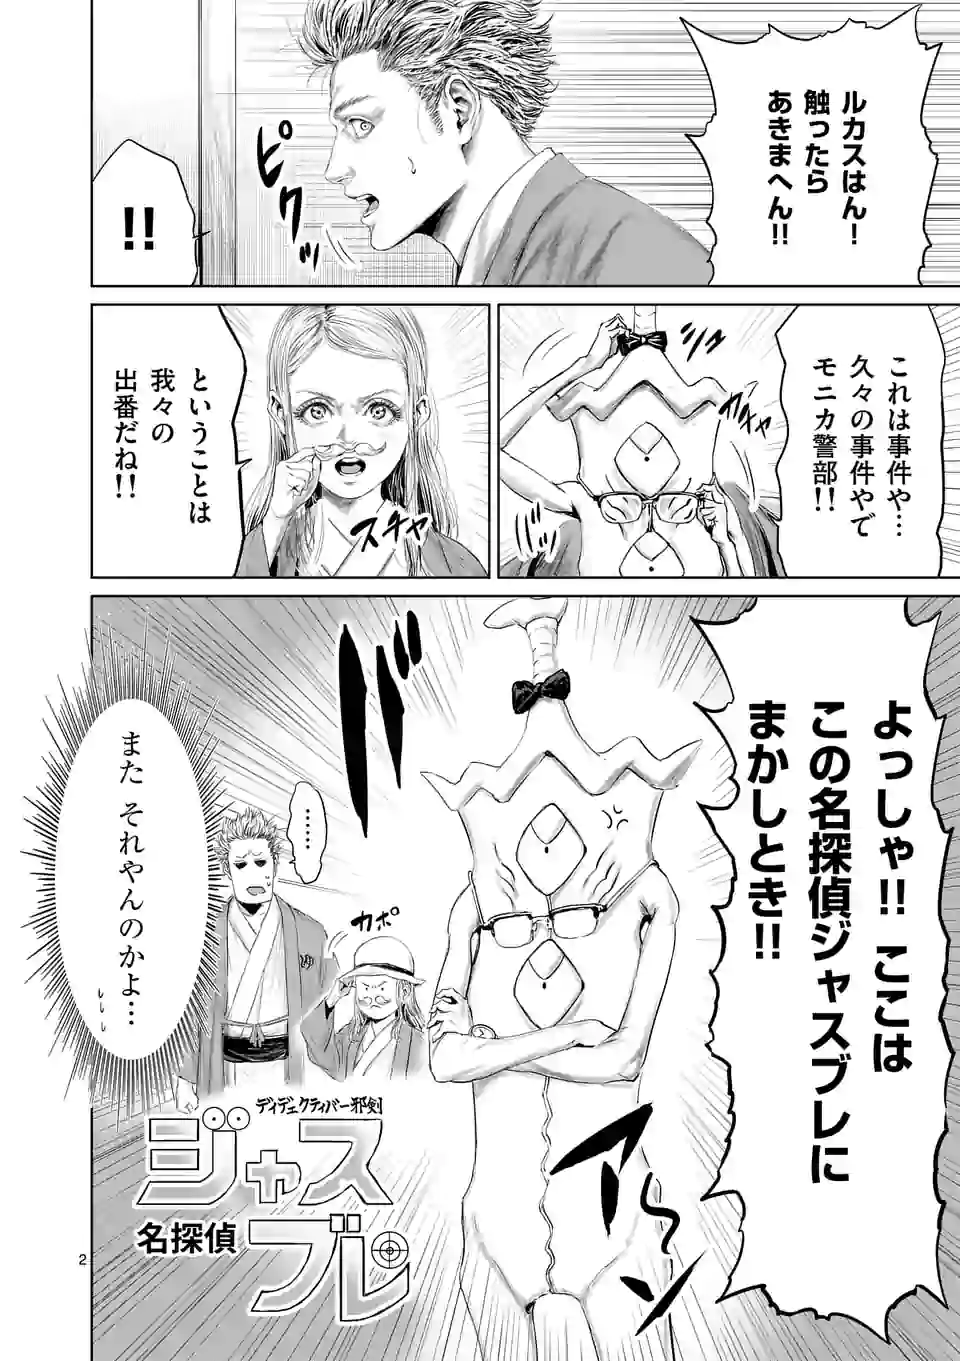 ルカスはん！
触ったら
あきまへん!!
ピクッ
!!
これは事件や…
久々の事件やで
モニカ警部!!
カチャ
ということは
我々の
出番だね!!
スチャ
よっしゃ!! ここは
この名探偵ジャスブレに
まかしとき!!
バーン
……
カポ
また それやんのかよ…
ディデュクティバー邪剣
名探偵
ジャスブレ
2